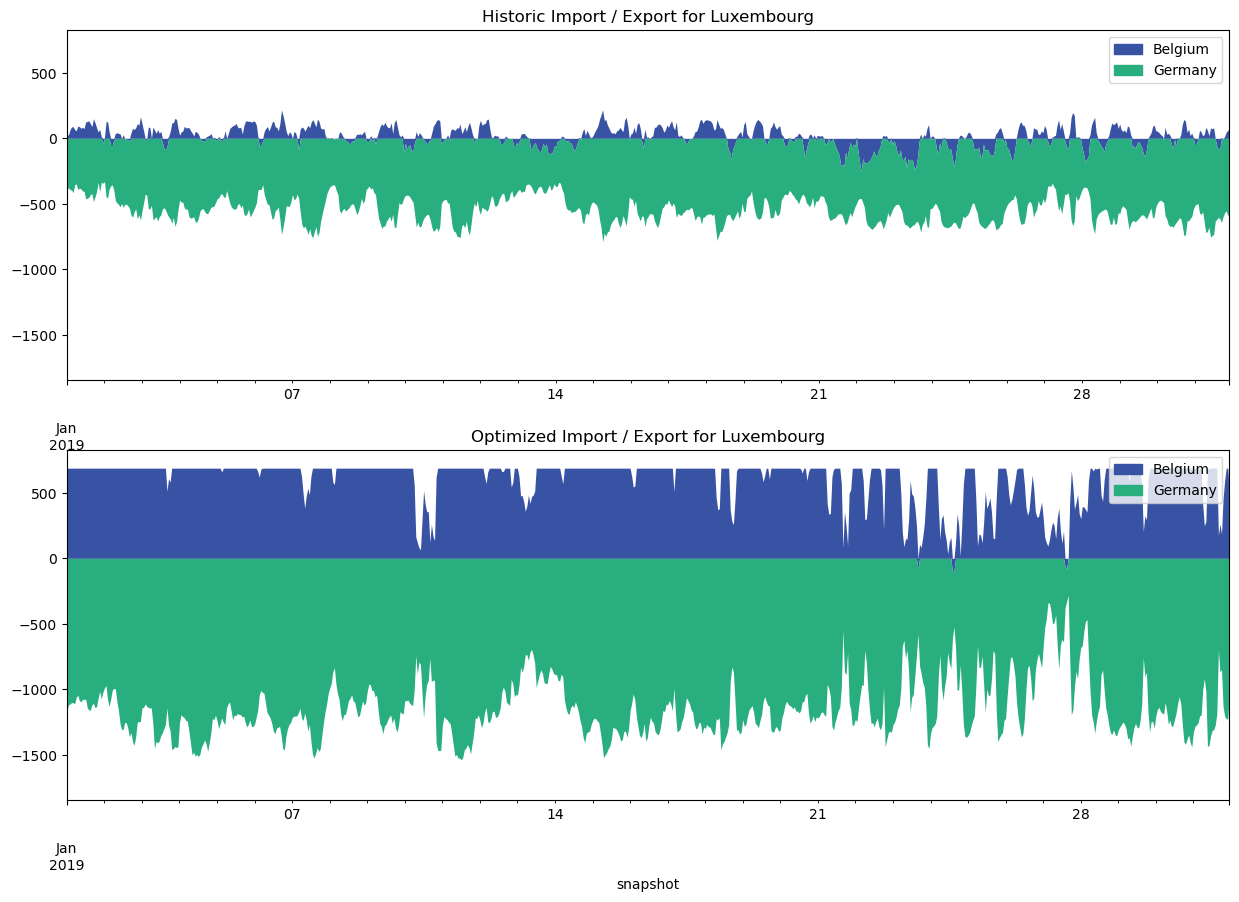 Historic Import / Export for Luxembourg
Belgium
Germany
500
0
−500
−1000
−1500
07
14
21
28
Jan
2019
Optimized Import / Export for Luxembourg
Belgium
Germany
500
0
−500
−1000
−1500
07
14
21
28
Jan
2019
snapshot